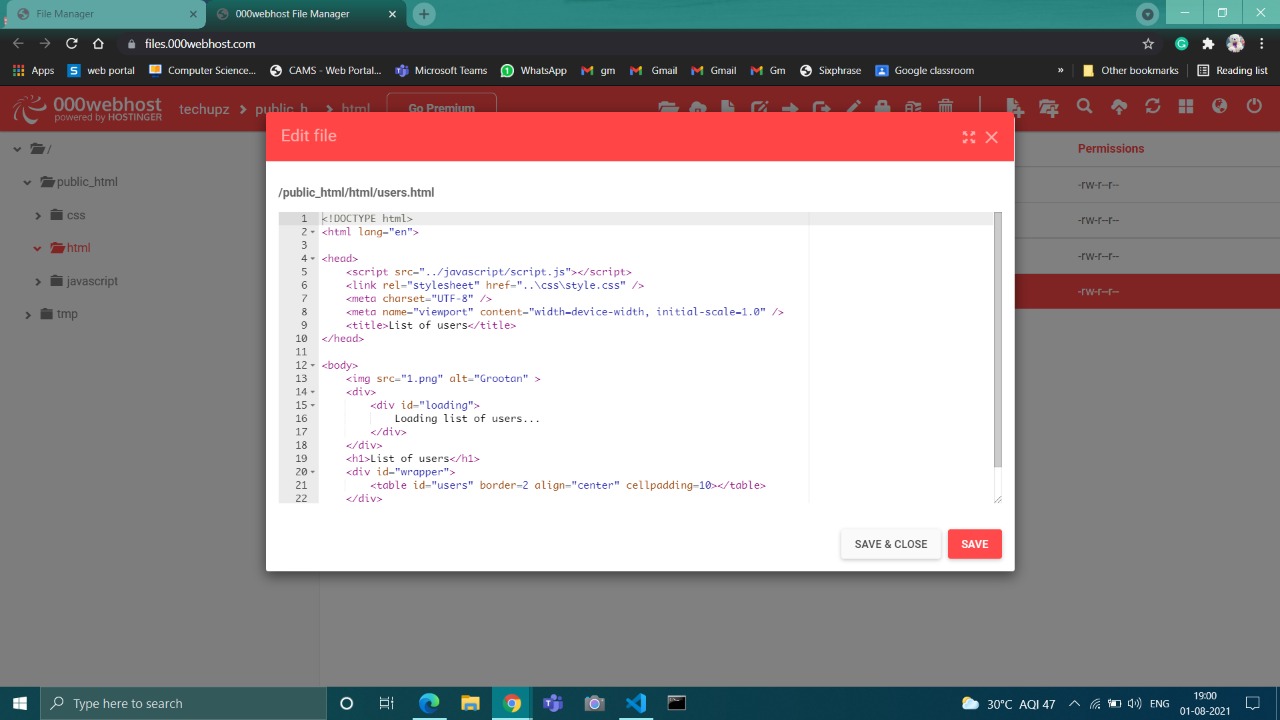 File Manager
000webhost File Manager
files.000webhost.com
Apps
web portal
Computer Science...
CAMS - Web Portal...
Microsoft Teams
WhatsApp
gm
Gmail
Gmail
Gm
Sixphrase
Google classroom
»
Other bookmarks
Reading list
000webhost
powered by HOSTINGER
techupz
public_h
html
Go Premium
Edit file
Permissions
/
public_html
css
html
javascript
tmp
-rw-r--r--
-rw-r--r--
-rw-r--r--
-rw-r--r--
/public_html/html/users.html
1 <!DOCTYPE html>
2 <html lang="en">
3
4 <head>
5 <script src="../javascript/script.js"></script>
6 <link rel="stylesheet" href="..\css\style.css" />
7 <meta charset="UTF-8" />
8 <meta name="viewport" content="width=device-width, initial-scale=1.0" />
9 <title>List of users</title>
10 </head>
11
12 <body>
13 <img src="1.png" alt="Grootan" >
14 <div>
15 <div id="loading">
16 Loading list of users...
17 </div>
18 </div>
19 <h1>List of users</h1>
20 <div id="wrapper">
21 <table id="users" border=2 align="center" cellpadding=10></table>
22 </div>
SAVE & CLOSE
SAVE
Type here to search
30°C AQI 47
ENG
19:00
01-08-2021